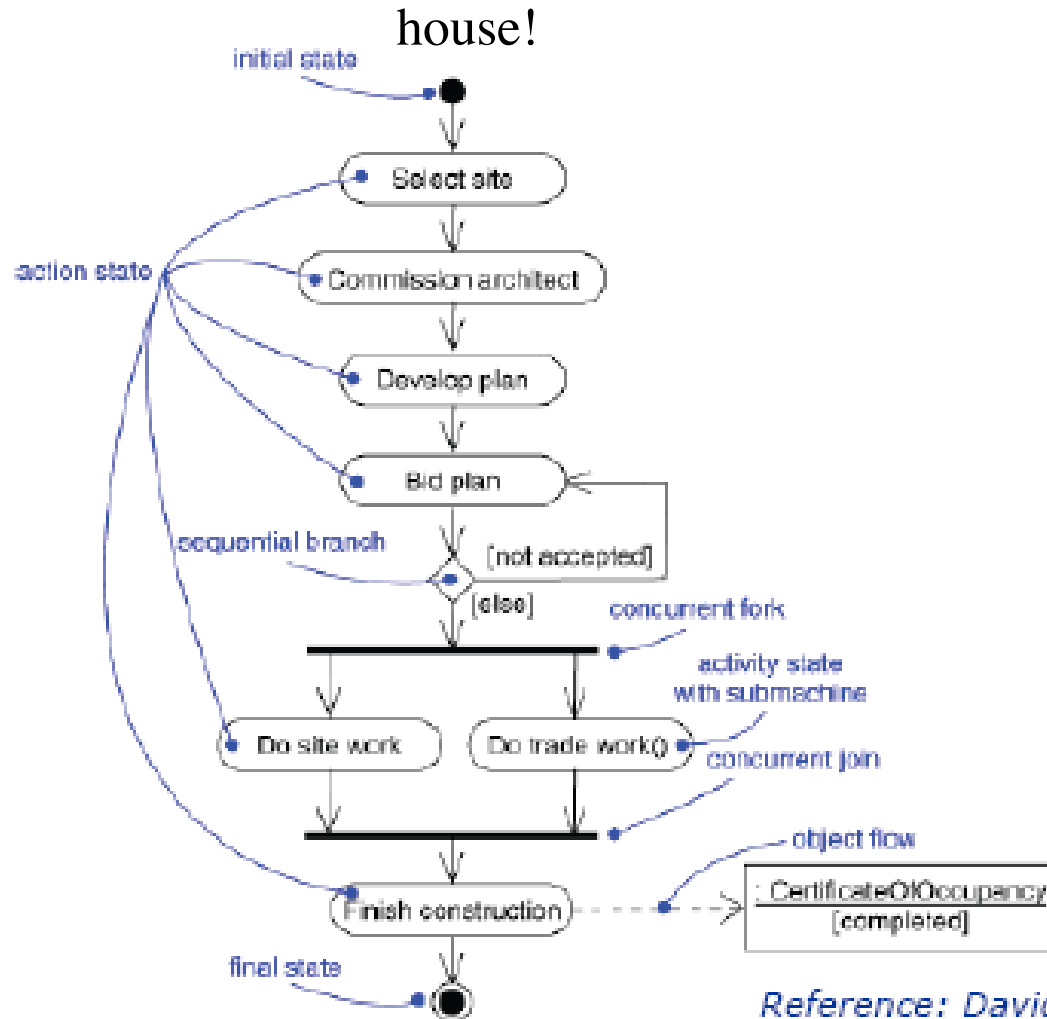 house!
initial state
Select site
action state
Commission architect
Develop plan
Bid plan
sequential branch
[not accepted]
[else]
concurrent fork
activity state
with submachine
Do site work
Do trade work()
concurrent join
object flow
: CertificateOfOccupancy
[completed]
Finish construction
final state
Reference: David